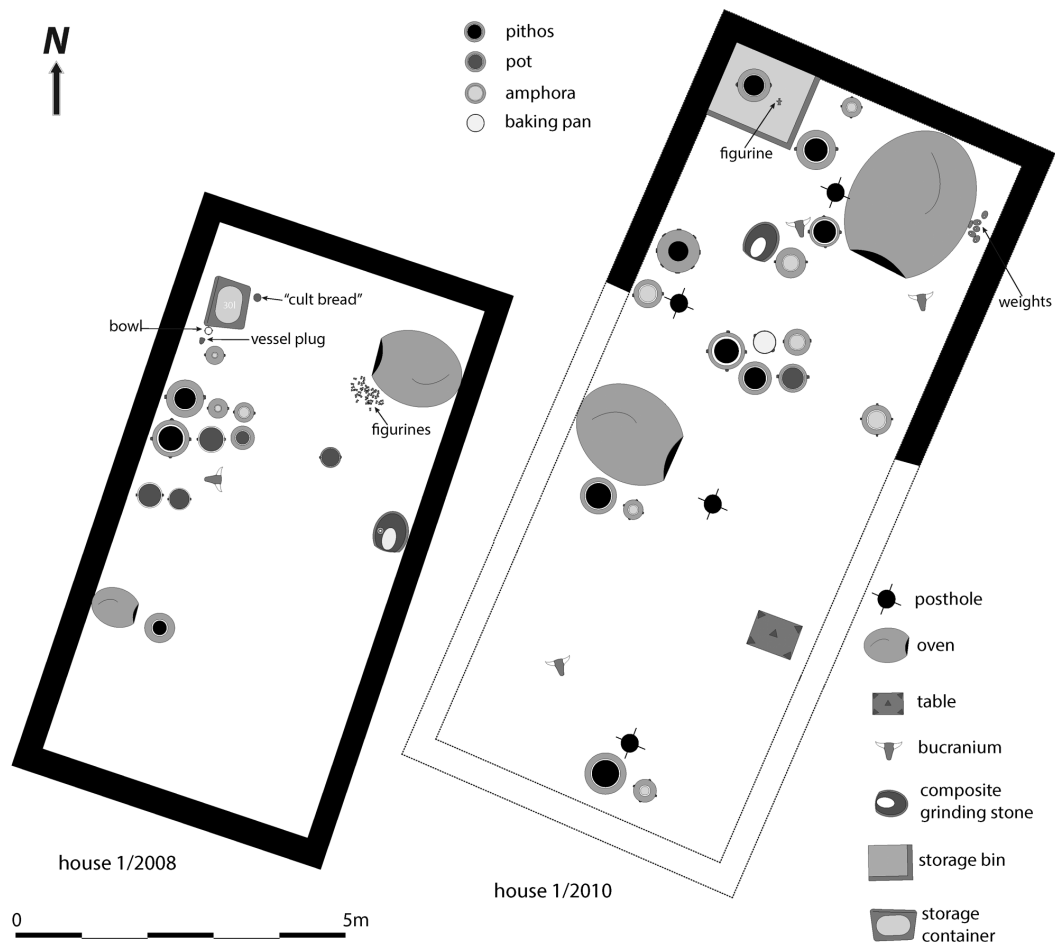 N
pithos
pot
amphora
baking pan
figurine
weights
"cult bread"
bowl
vessel plug
30l
figurines
posthole
oven
table
bucranium
composite
grinding stone
storage bin
storage
container
house 1/2008
house 1/2010
0
5m